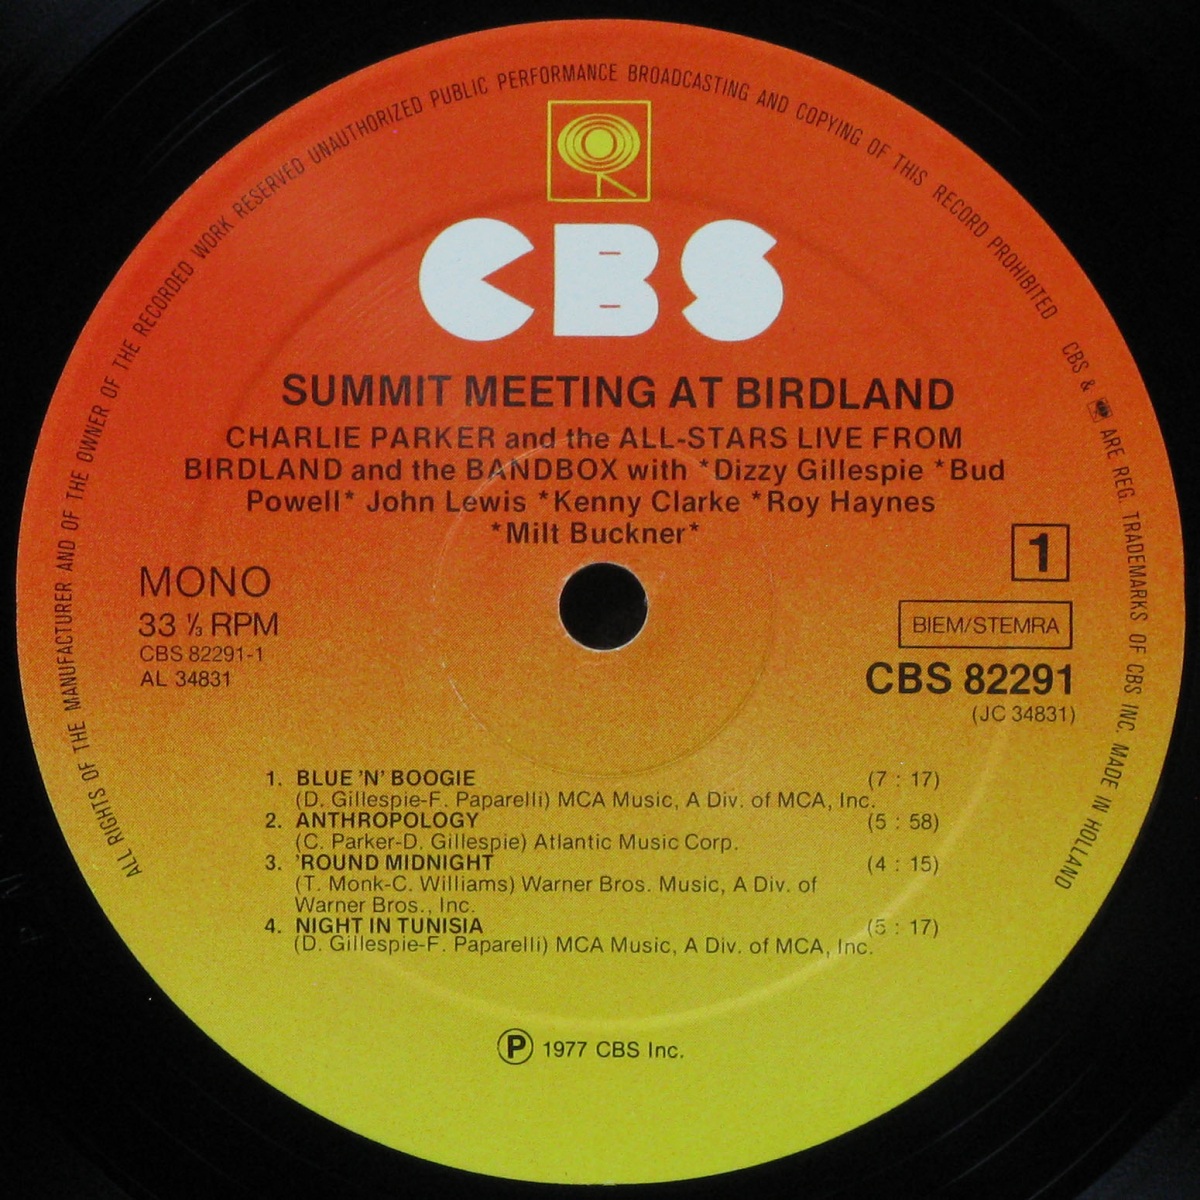 ALL RIGHTS OF THE MANUFACTURER AND OF THE OWNER OF THE RECORDED WORK RESERVED UNAUTHORIZED PUBLIC PERFORMANCE BROADCASTING AND COPYING OF THIS RECORD PROHIBITED CBS & ARE REG. TRADEMARKS OF CBS INC. MADE IN HOLLAND
CBS
SUMMIT MEETING AT BIRDLAND
CHARLIE PARKER and the ALL-STARS LIVE FROM
BIRDLAND and the BANDBOX with *Dizzy Gillespie *Bud
Powell* John Lewis *Kenny Clarke *Roy Haynes
*Milt Buckner*
1
MONO
33 ⅓ RPM
CBS 82291-1
AL 34831
BIEM/STEMRA
CBS 82291
(JC 34831)
1. BLUE 'N' BOOGIE (7 : 17)
(D. Gillespie-F. Paparelli) MCA Music, A Div. of MCA, Inc.
2. ANTHROPOLOGY (5 : 58)
(C. Parker-D. Gillespie) Atlantic Music Corp.
3. 'ROUND MIDNIGHT (4 : 15)
(T. Monk-C. Williams) Warner Bros. Music, A Div. of
Warner Bros., Inc.
4. NIGHT IN TUNISIA (5 : 17)
(D. Gillespie-F. Paparelli) MCA Music, A Div. of MCA, Inc.
Ⓟ 1977 CBS Inc.